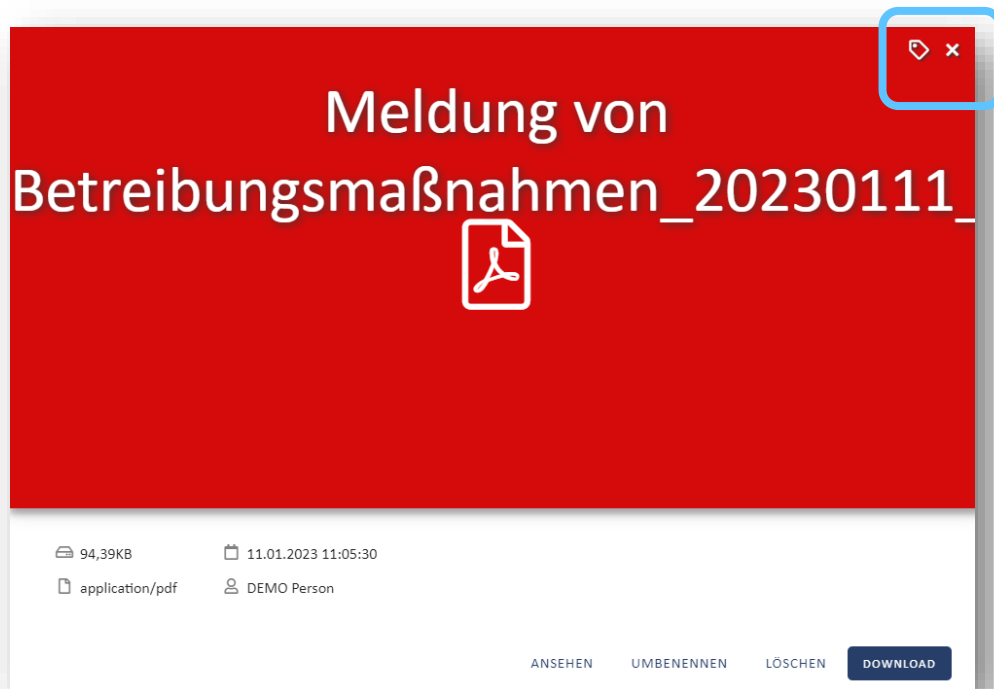 Meldung von
Betreibungsmaßnahmen_20230111_
94,39KB 11.01.2023 11:05:30
application/pdf DEMO Person
ANSEHEN UMBENENNEN LÖSCHEN DOWNLOAD